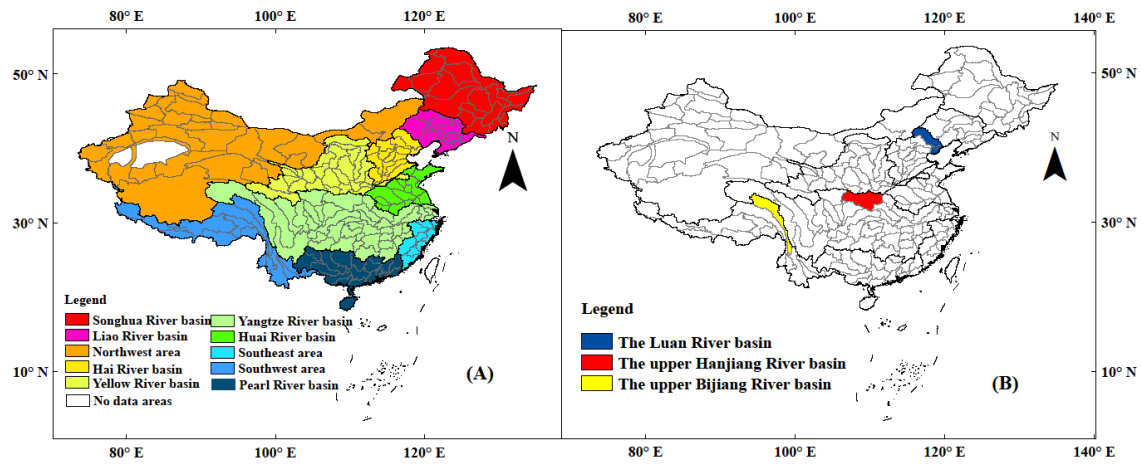 80° E 100° E 120° E
50° N
30° N
10° N
N
Legend
Songhua River basin
Liao River basin
Northwest area
Hai River basin
Yellow River basin
No data areas
Yangtze River basin
Huai River basin
Southeast area
Southwest area
Pearl River basin
(A)
80° E 100° E 120° E
80° E 100° E 120° E 140° E
50° N
30° N
10° N
N
Legend
The Luan River basin
The upper Hanjiang River basin
The upper Bijiang River basin
(B)
80° E 100° E 120° E 140° E